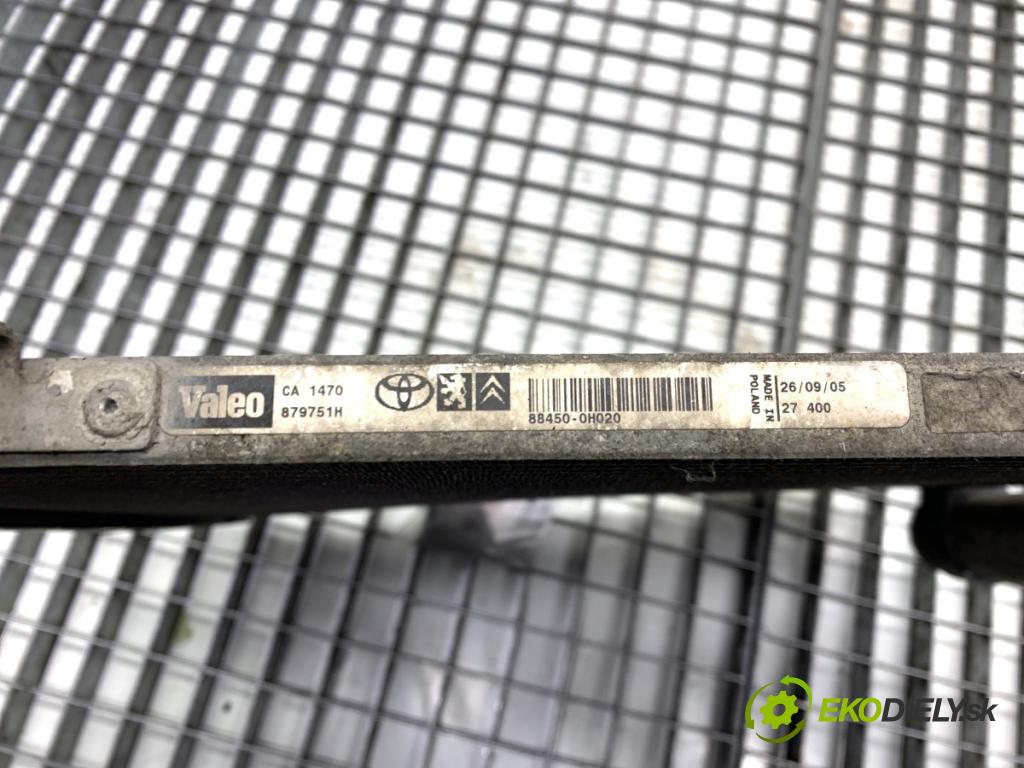 Valeo
CA 1470
879751H
88450-0H020
MADE IN
POLAND
26/09/05
27 400
EKODIELY.sk